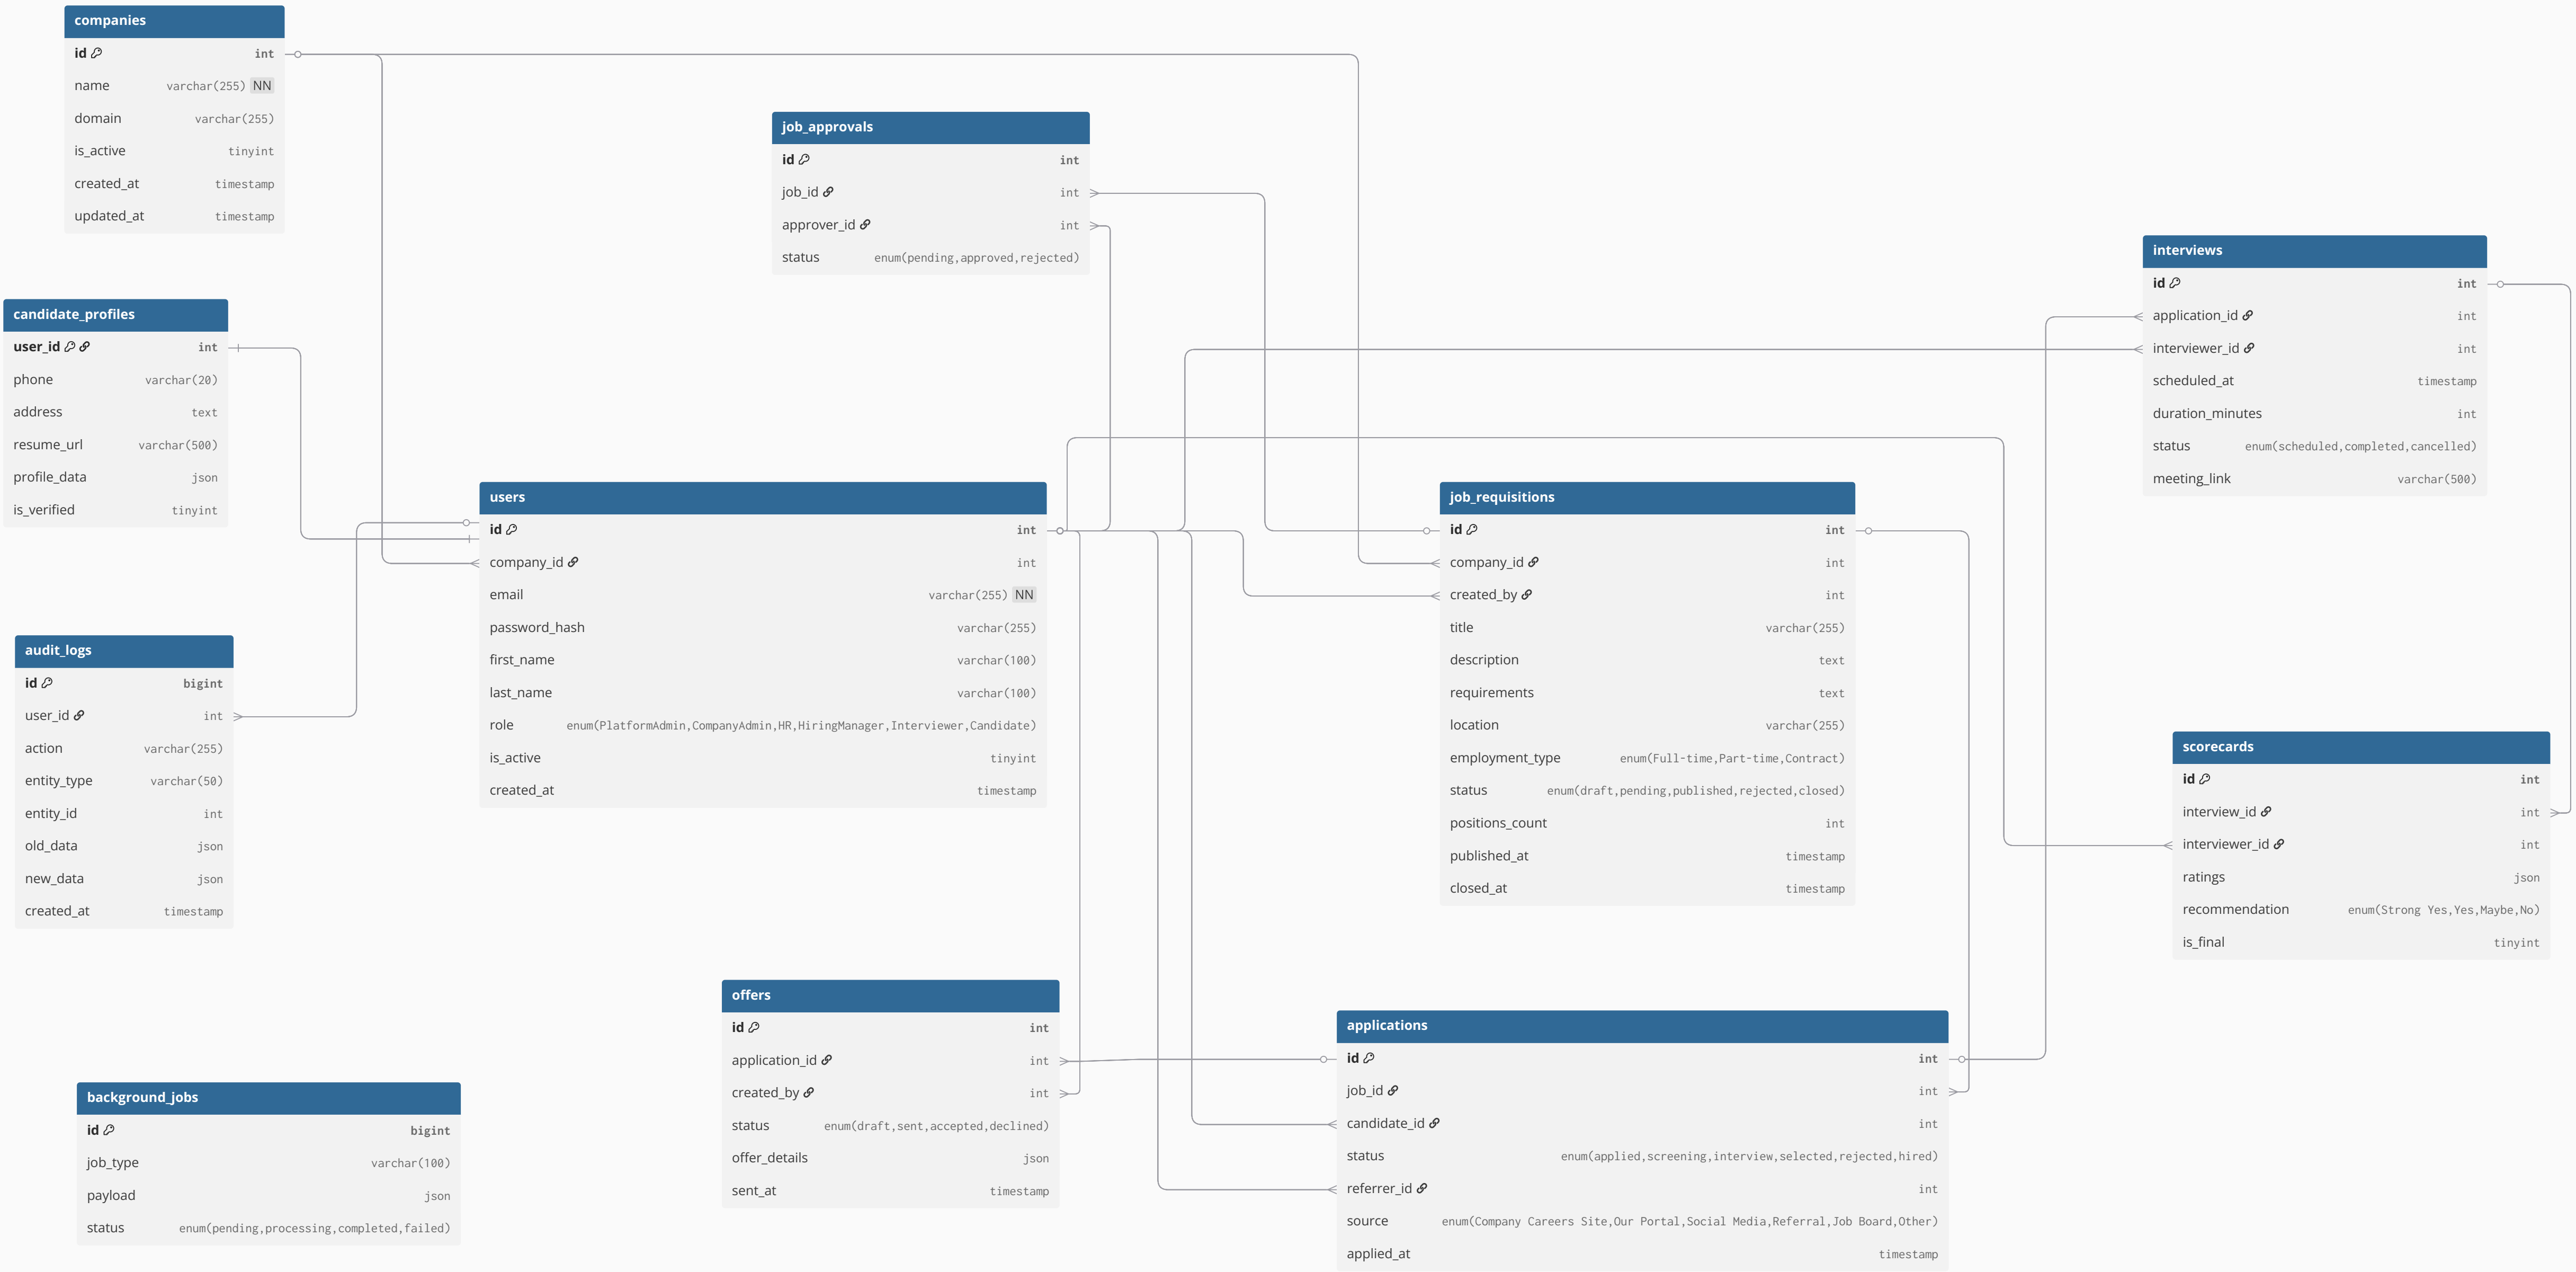 companies
id int
name varchar(255) NN
domain varchar(255)
is_active tinyint
created_at timestamp
updated_at timestamp
job_approvals
id int
job_id int
approver_id int
status enum(pending,approved,rejected)
interviews
id int
application_id int
interviewer_id int
scheduled_at timestamp
duration_minutes int
status enum(scheduled,completed,cancelled)
meeting_link varchar(500)
candidate_profiles
user_id int
phone varchar(20)
address text
resume_url varchar(500)
profile_data json
is_verified tinyint
users
id int
company_id int
email varchar(255) NN
password_hash varchar(255)
first_name varchar(100)
last_name varchar(100)
role enum(PlatformAdmin,CompanyAdmin,HR,HiringManager,Interviewer,Candidate)
is_active tinyint
created_at timestamp
job_requisitions
id int
company_id int
created_by int
title varchar(255)
description text
requirements text
location varchar(255)
employment_type enum(Full-time,Part-time,Contract)
status enum(draft,pending,published,rejected,closed)
positions_count int
published_at timestamp
closed_at timestamp
audit_logs
id bigint
user_id int
action varchar(255)
entity_type varchar(50)
entity_id int
old_data json
new_data json
created_at timestamp
scorecards
id int
interview_id int
interviewer_id int
ratings json
recommendation enum(Strong Yes,Yes,Maybe,No)
is_final tinyint
offers
id int
application_id int
created_by int
status enum(draft,sent,accepted,declined)
offer_details json
sent_at timestamp
applications
id int
job_id int
candidate_id int
status enum(applied,screening,interview,selected,rejected,hired)
referrer_id int
source enum(Company Careers Site,Our Portal,Social Media,Referral,Job Board,Other)
applied_at timestamp
background_jobs
id bigint
job_type varchar(100)
payload json
status enum(pending,processing,completed,failed)